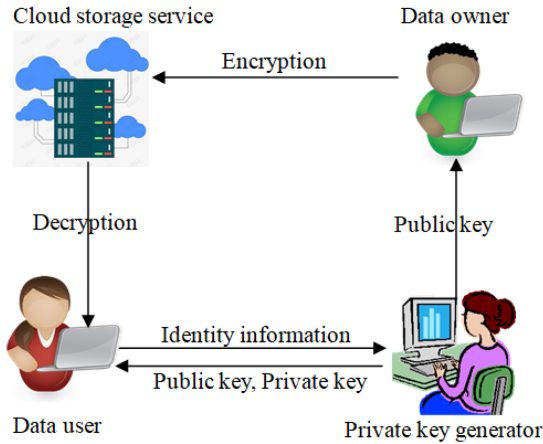 Cloud storage service
Data owner
Encryption
Decryption
Public key
Identity information
Public key, Private key
Data user
Private key generator